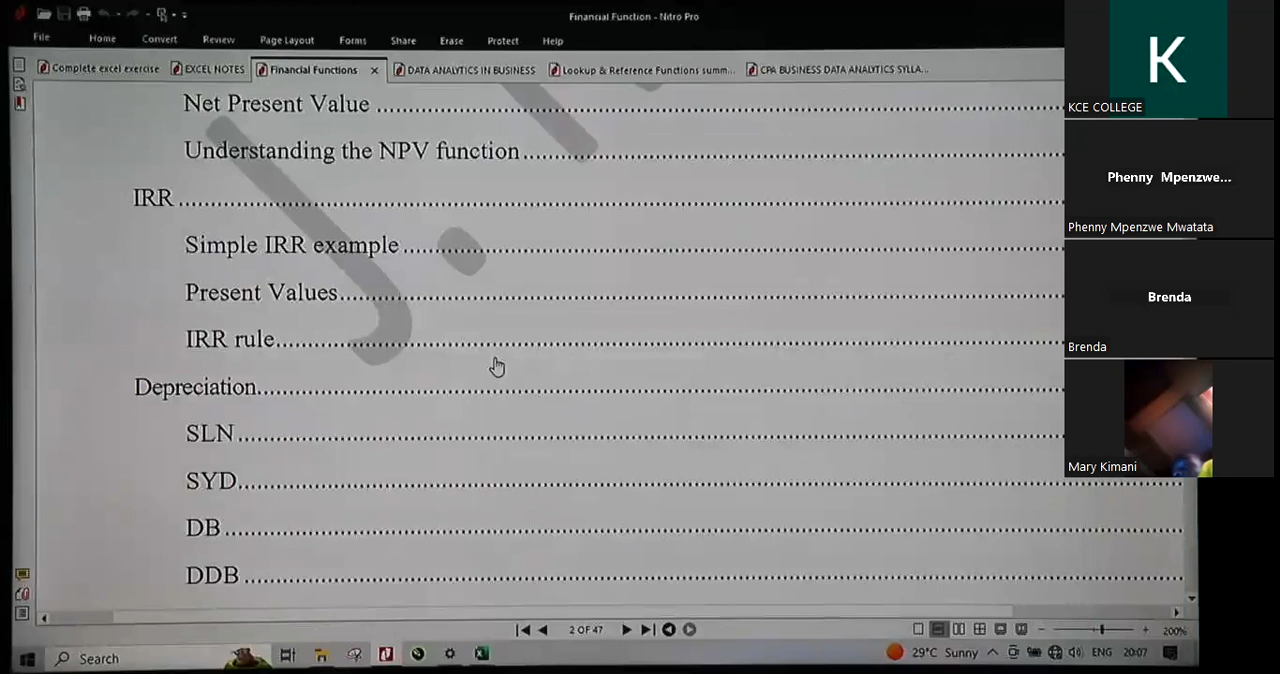 Financial Function - Nitro Pro
File Home Convert Review Page Layout Forms Share Erase Protect Help
Complete excel exercise EXCEL NOTES Financial Functions DATA ANALYTICS IN BUSINESS Lookup & Reference Functions summ... CPA BUSINESS DATA ANALYTICS SYLLA...
Net Present Value
Understanding the NPV function
IRR
Simple IRR example
Present Values
IRR rule
Depreciation
SLN
SYD
DB
DDB
J.
2 OF 47
200%
Search
29°C Sunny
ENG
20:07
K
KCE COLLEGE
Phenny Mpenzwe...
Phenny Mpenzwe Mwatata
Brenda
Brenda
Mary Kimani